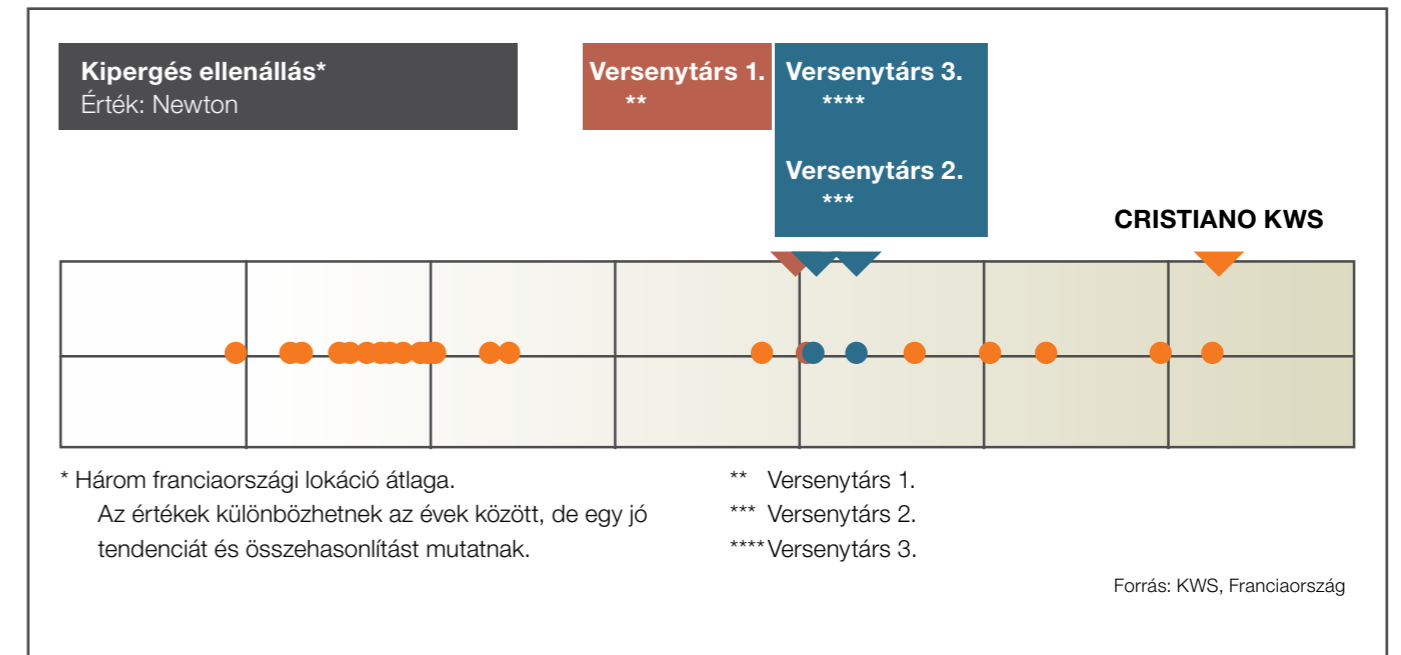 Kipergés ellenállás*
Érték: Newton
Versenytárs 1.
**
Versenytárs 3.
****
Versenytárs 2.
***
CRISTIANO KWS
* Három franciaországi lokáció átlaga.
Az értékek különbözhetnek az évek között, de egy jó
tendenciát és összehasonlítást mutatnak.
** Versenytárs 1.
*** Versenytárs 2.
**** Versenytárs 3.
Forrás: KWS, Franciaország